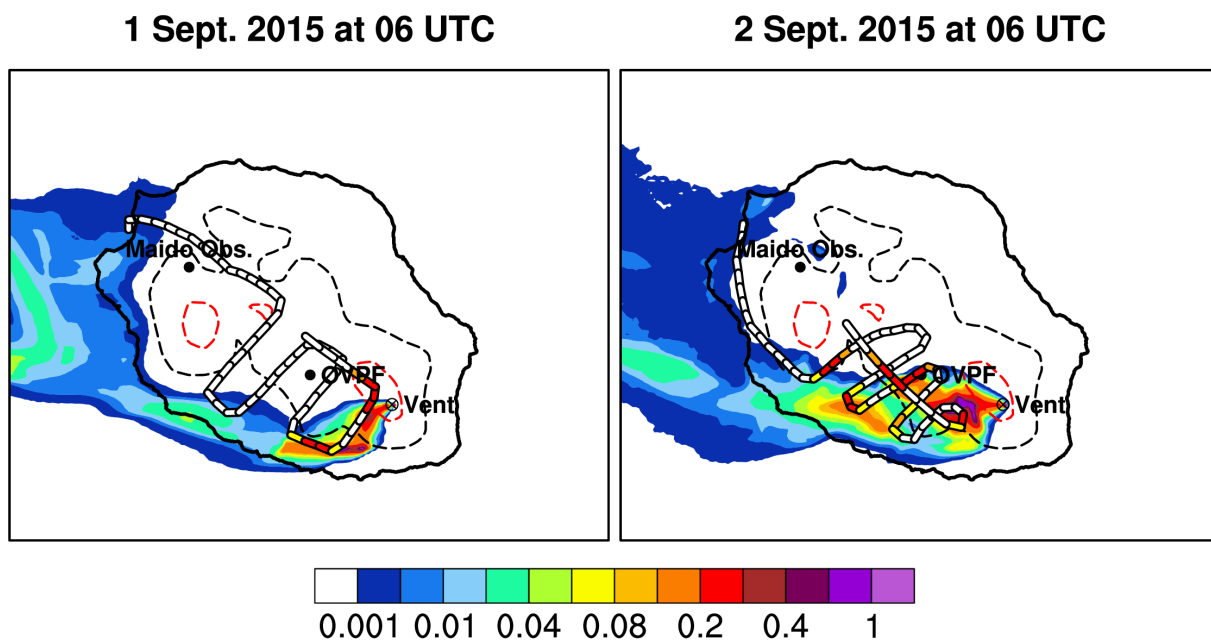 1 Sept. 2015 at 06 UTC
2 Sept. 2015 at 06 UTC
Maido Obs.
OVPF
Vent
Maido Obs.
OVPF
Vent
0.001 0.01 0.04 0.08 0.2 0.4 1